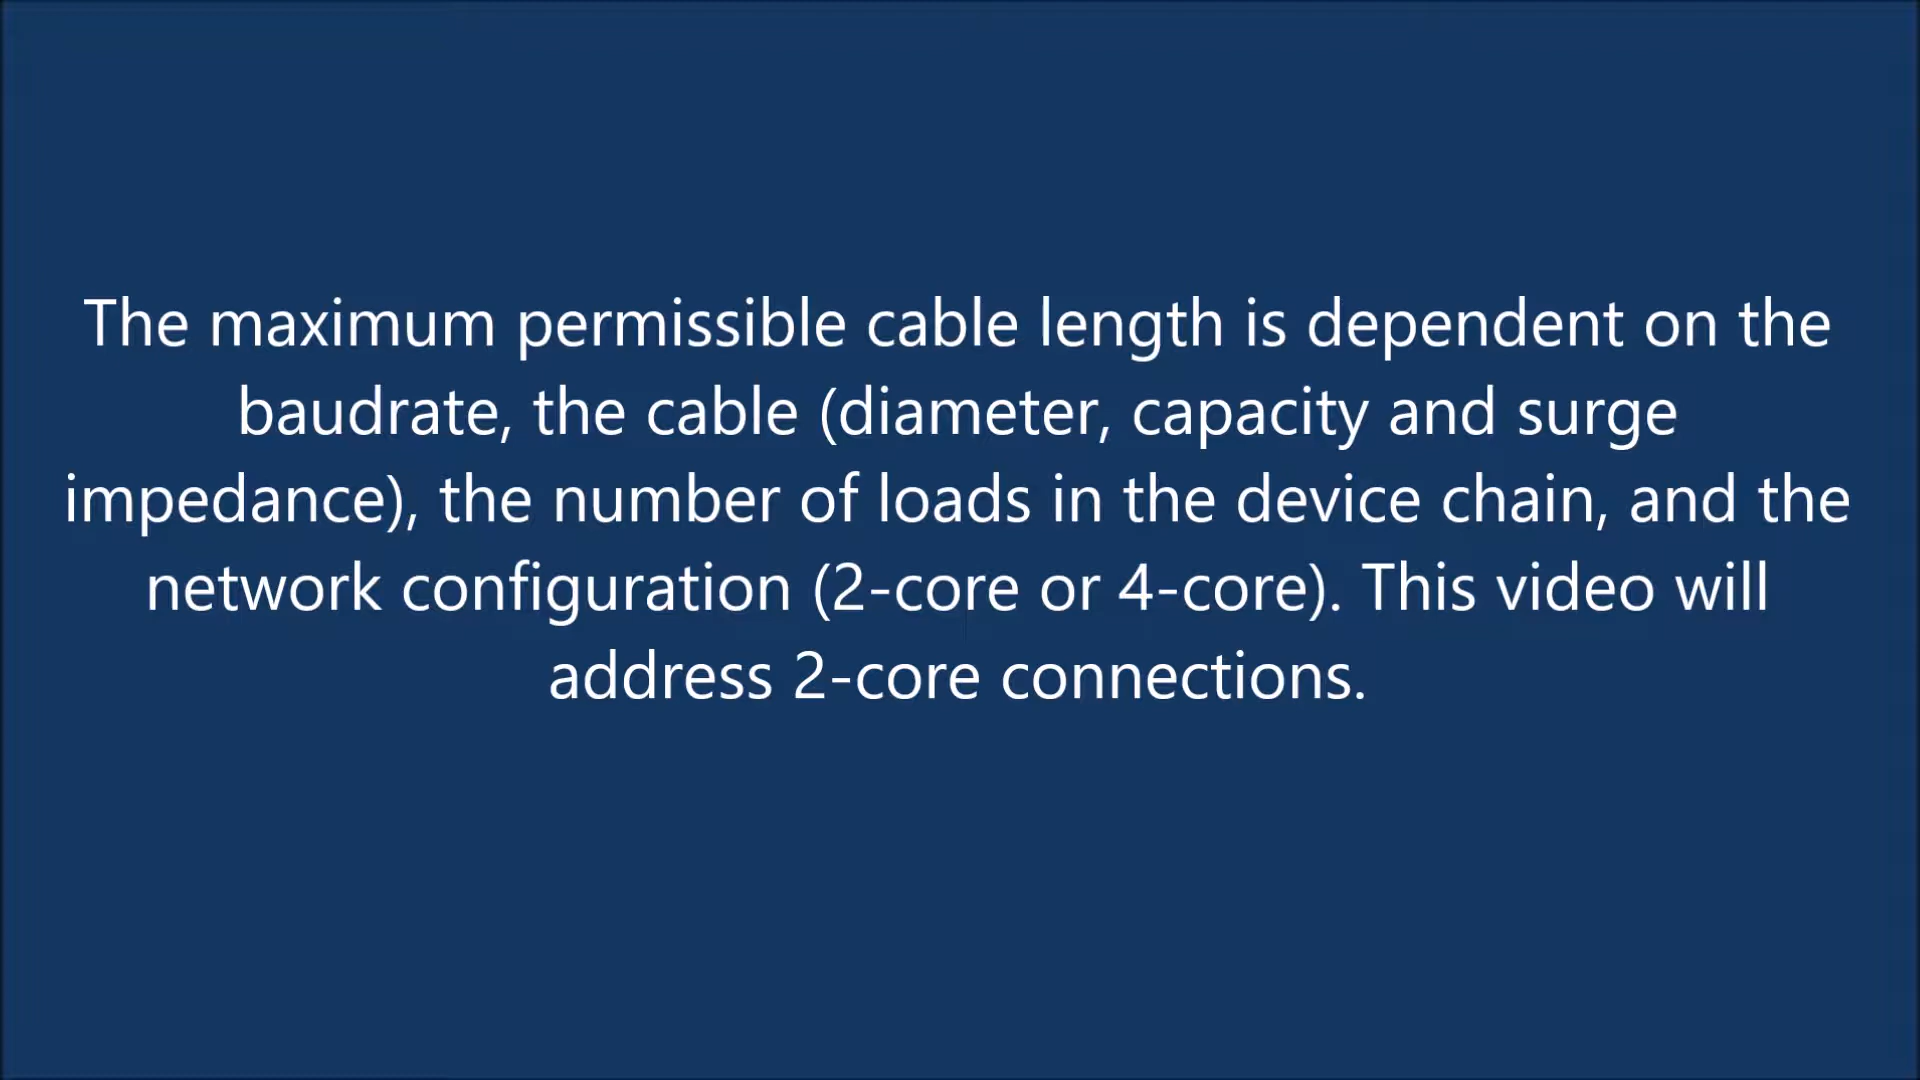 The maximum permissible cable length is dependent on the
baudrate, the cable (diameter, capacity and surge
impedance), the number of loads in the device chain, and the
network configuration (2-core or 4-core). This video will
address 2-core connections.